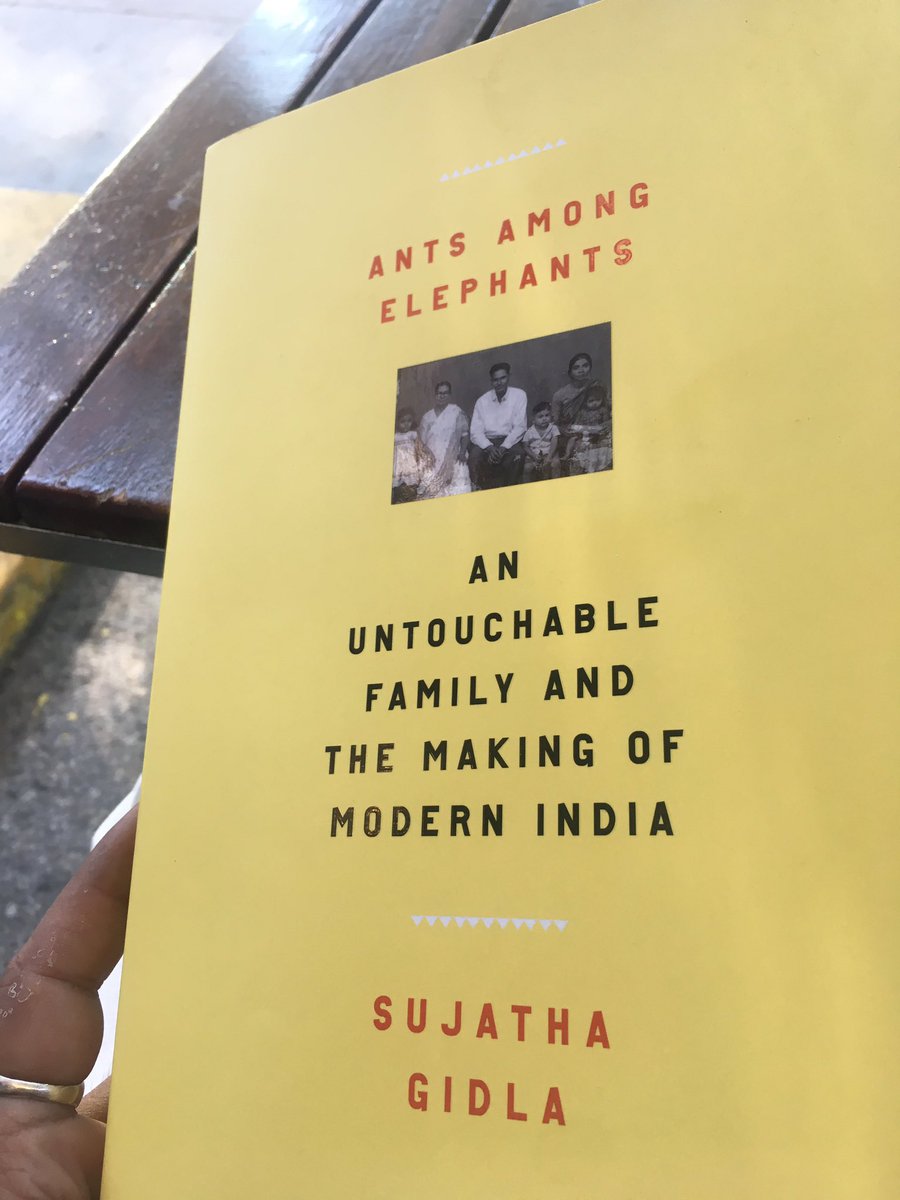 ANTS AMONG
ELEPHANTS
AN
UNTOUCHABLE
FAMILY AND
THE MAKING OF
MODERN INDIA
SUJATHA
GIDLA